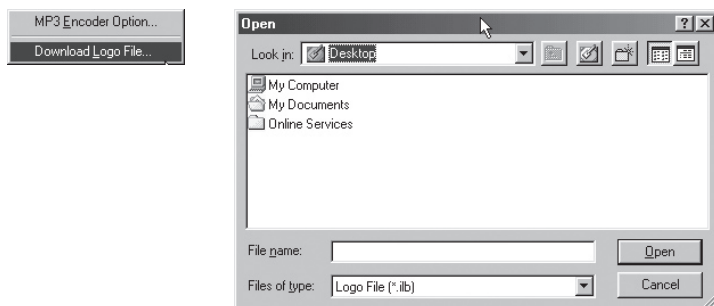 MP3 Encoder Option...
Download Logo File...
Open
Look in: Desktop
My Computer
My Documents
Online Services
File name:
Open
Files of type: Logo File (*.ilb)
Cancel